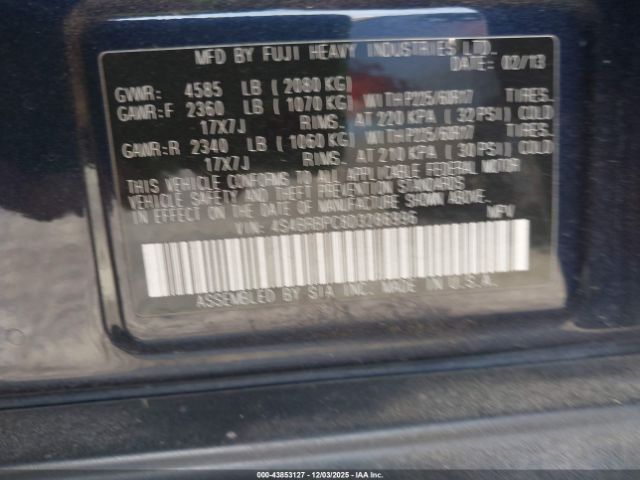 MFD BY FUJI HEAVY INDUSTRIES LTD.
DATE: 02/13
GVWR: 4585 LB ( 2080 KG)
GAWR:F 2360 LB ( 1070 KG) WITH P225/60R17 TIRES,
17X7J RIMS, AT 220 KPA ( 32 PSI) COLD
GAWR:R 2340 LB ( 1060 KG) WITH P225/60R17 TIRES,
17X7J RIMS, AT 210 KPA ( 30 PSI) COLD
THIS VEHICLE CONFORMS TO ALL APPLICABLE FEDERAL MOTOR
VEHICLE SAFETY AND THEFT PREVENTION STANDARDS
IN EFFECT ON THE DATE OF MANUFACTURE SHOWN ABOVE.
VIN: MPV
ASSEMBLED BY SIA INC. MADE IN U.S.A.
000-43853127 - 12/03/2025 - COPYRIGHT IAA, LLC.